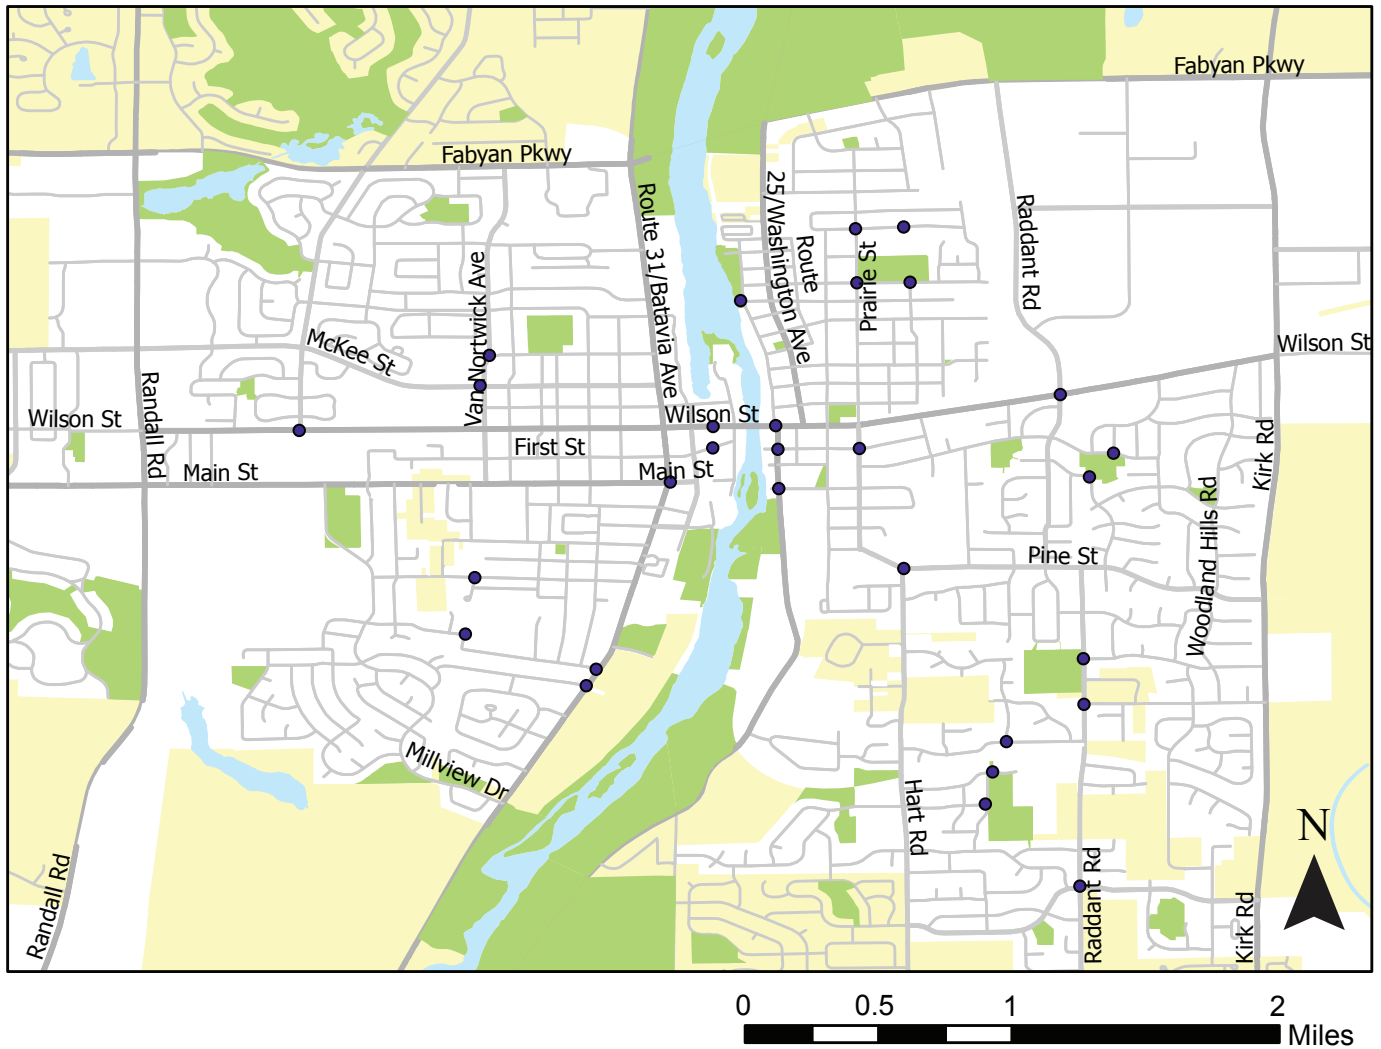 Fabyan Pkwy
Fabyan Pkwy
Route 31/Batavia Ave
Route
25/Washington Ave
Prairie St
Raddant Rd
Van Nortwick Ave
McKee St
Wilson St
Randall Rd
Wilson St
Wilson St
First St
Main St
Main St
Kirk Rd
Woodland Hills Rd
Pine St
Millview Dr
Hart Rd
N
Randall Rd
Raddant Rd
Kirk Rd
0 0.5 1 2
Miles